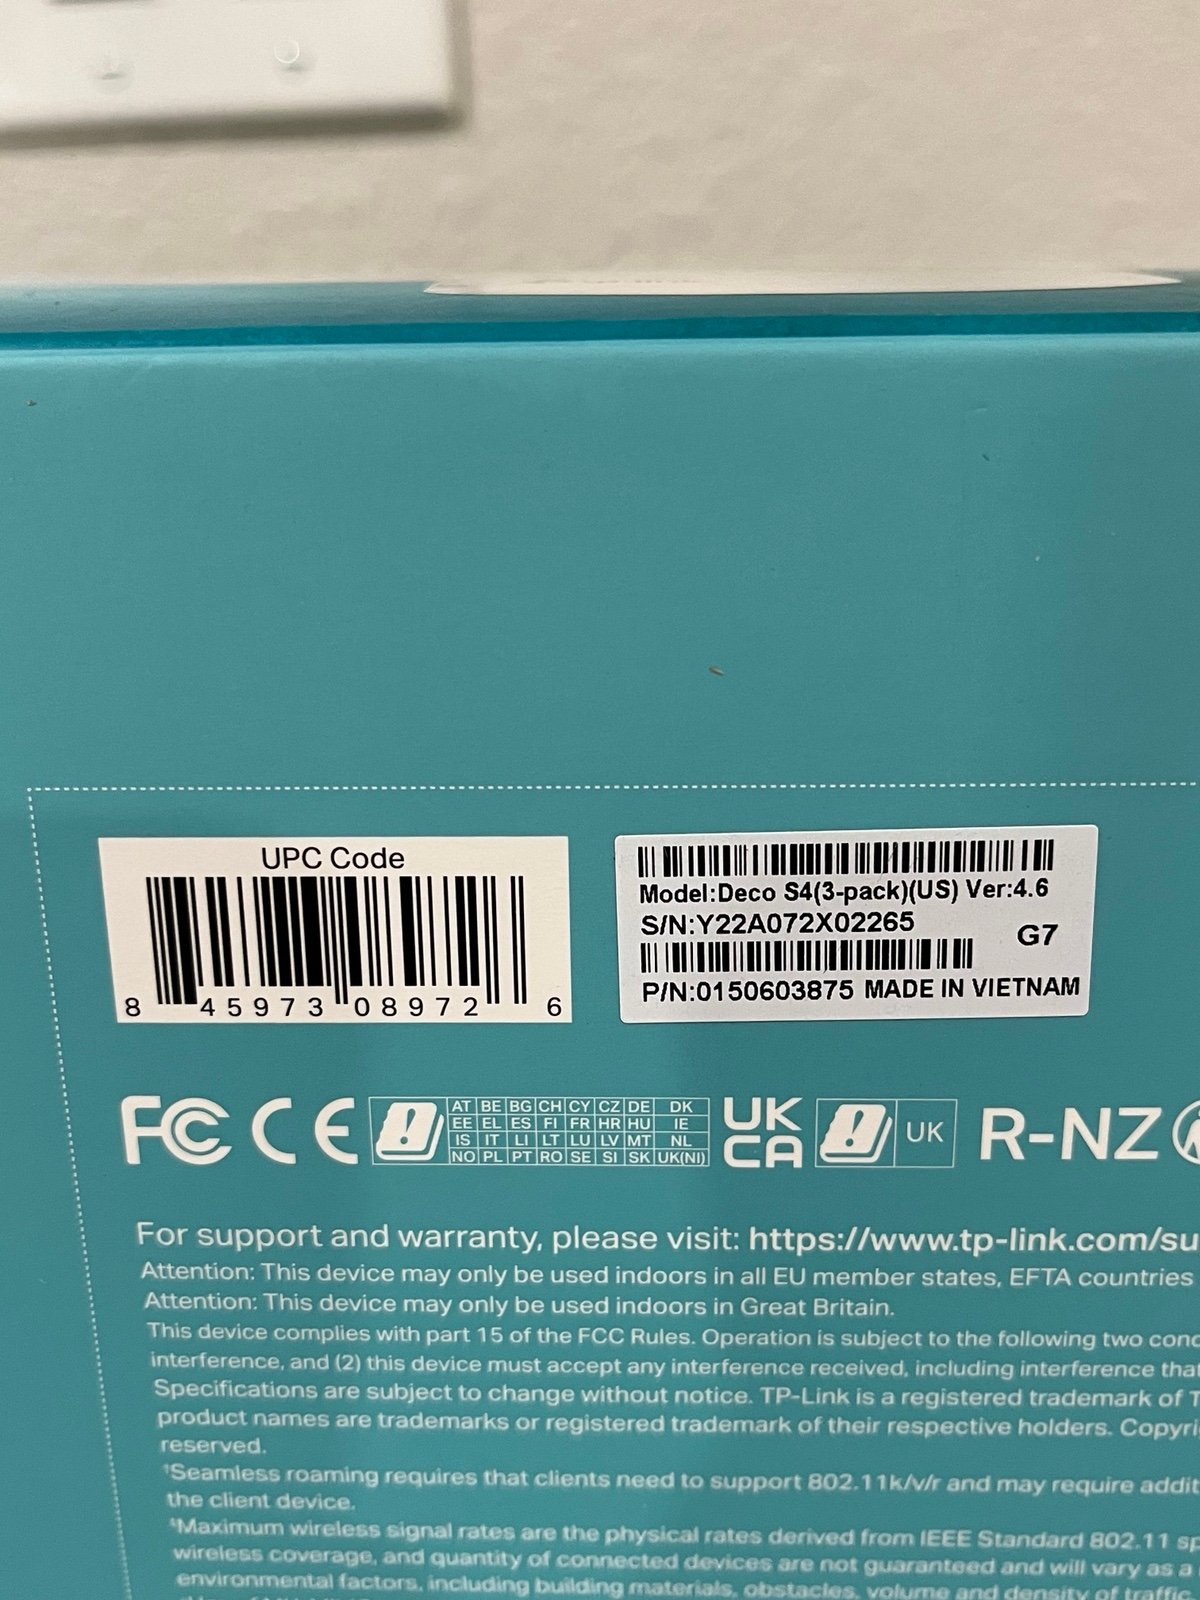 UPC Code
8 45973 08972 6
Model:Deco S4(3-pack)(US) Ver:4.6
S/N:Y22A072X02265
G7
P/N:0150603875 MADE IN VIETNAM
FC CE
AT BE BG CH CY CZ DE DK
EE EL ES FI FR HR HU IE
IS IT LI LT LU LV MT NL
NO PL PT RO SE SI SK UK(NI)
UK
CA
UK
R-NZ
For support and warranty, please visit: https://www.tp-link.com/su
Attention: This device may only be used indoors in all EU member states, EFTA countries
Attention: This device may only be used indoors in Great Britain.
This device complies with part 15 of the FCC Rules. Operation is subject to the following two cond
interference, and (2) this device must accept any interference received, including interference that
Specifications are subject to change without notice. TP-Link is a registered trademark of T
product names are trademarks or registered trademark of their respective holders. Copyri
reserved.
†Seamless roaming requires that clients need to support 802.11k/v/r and may require addit
the client device.
Maximum wireless signal rates are the physical rates derived from IEEE Standard 802.11 sp
wireless coverage, and quantity of connected devices are not guaranteed and will vary as a
environmental factors, including building materials, obstacles, volume and density of traffic